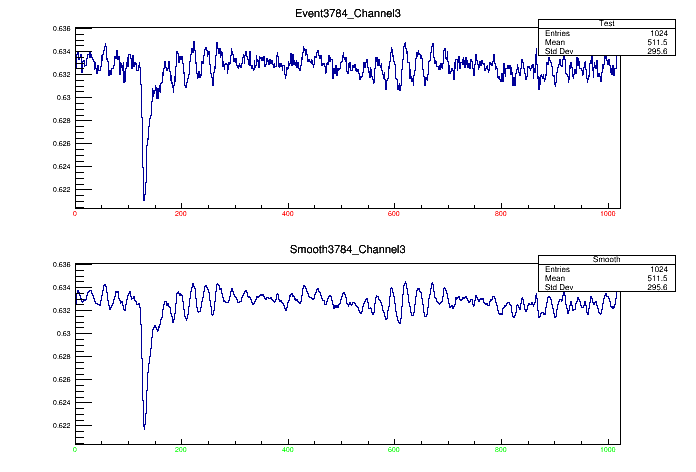 Event3784_Channel3
Test
Entries 1024
Mean 511.5
Std Dev 295.6
0.636
0.634
0.632
0.63
0.628
0.626
0.624
0.622
0 200 400 600 800 1000
Smooth3784_Channel3
Smooth
Entries 1024
Mean 511.5
Std Dev 295.6
0.636
0.634
0.632
0.63
0.628
0.626
0.624
0.622
0 200 400 600 800 1000